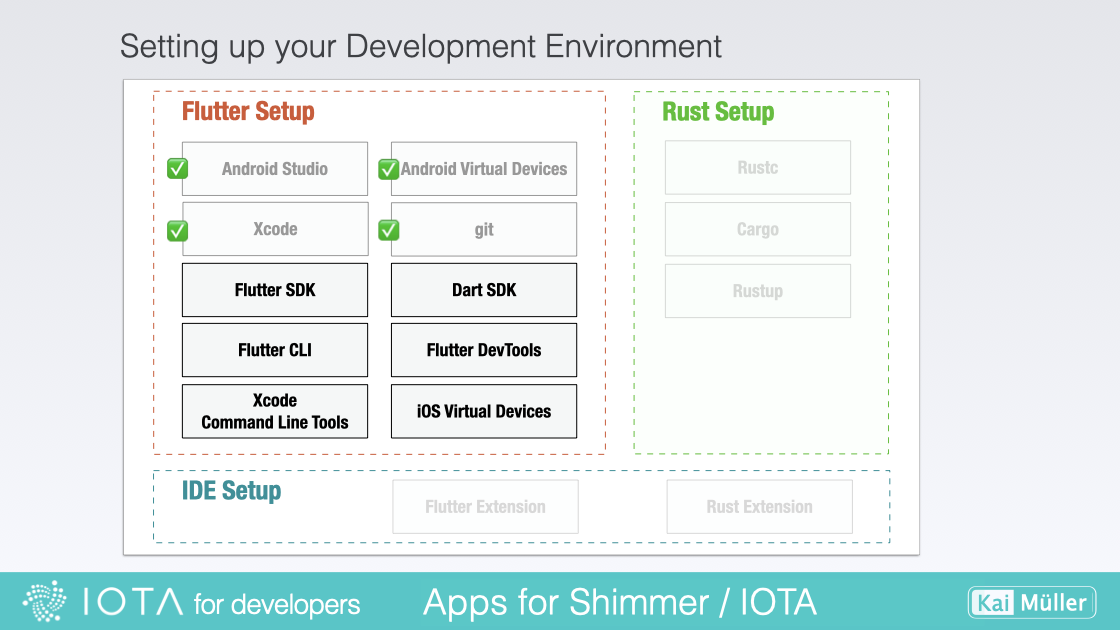 Setting up your Development Environment
Flutter Setup
Android Studio
Android Virtual Devices
Xcode
git
Flutter SDK
Dart SDK
Flutter CLI
Flutter DevTools
Xcode
Command Line Tools
iOS Virtual Devices
Rust Setup
Rustc
Cargo
Rustup
IDE Setup
Flutter Extension
Rust Extension
IOTA for developers
Apps for Shimmer / IOTA
Kai Müller